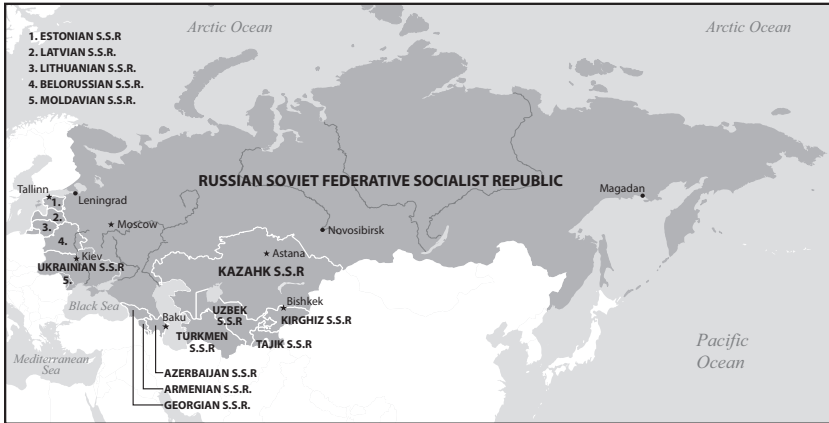 Arctic Ocean
Arctic Ocean
1. ESTONIAN S.S.R
2. LATVIAN S.S.R.
3. LITHUANIAN S.S.R.
4. BELORUSSIAN S.S.R.
5. MOLDAVIAN S.S.R.
RUSSIAN SOVIET FEDERATIVE SOCIALIST REPUBLIC
Tallinn
Leningrad
Magadan
1.
2.
3.
Moscow
Novosibirsk
4.
Kiev
Astana
UKRAINIAN S.S.R
KAZAHK S.S.R
5.
Black Sea
Baku
Bishkek
UZBEK
S.S.R
KIRGHIZ S.S.R
TURKMEN
S.S.R
TAJIK S.S.R
Pacific
Ocean
Mediterranean
Sea
AZERBAIJAN S.S.R
ARMENIAN S.S.R.
GEORGIAN S.S.R.